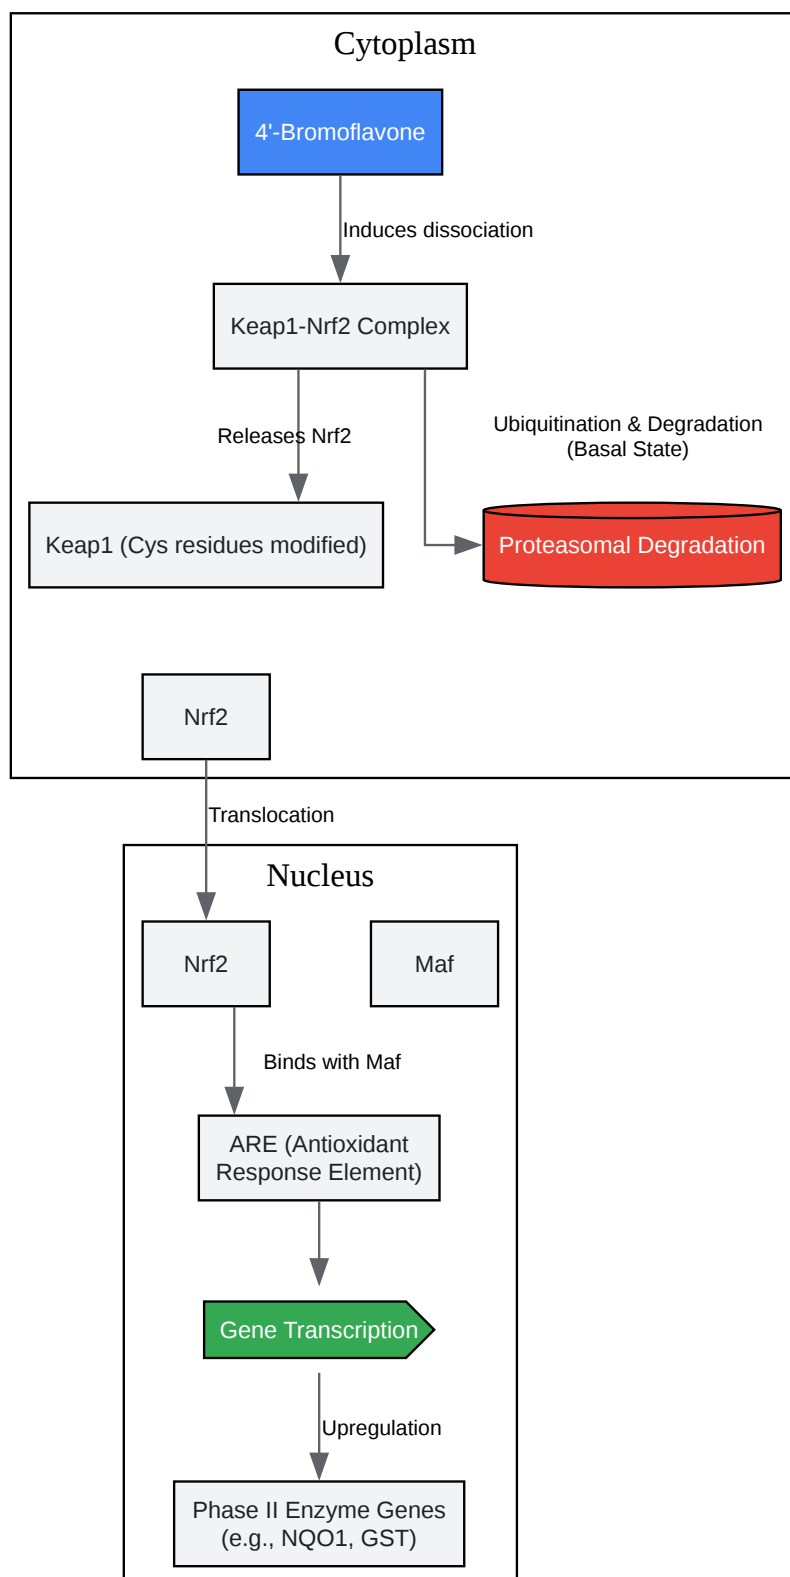 Cytoplasm
4'-Bromoflavone
Induces dissociation
Keap1-Nrf2 Complex
Releases Nrf2
Ubiquitination & Degradation
(Basal State)
Keap1 (Cys residues modified)
Proteasomal Degradation
Nrf2
Translocation
Nucleus
Nrf2
Maf
Binds with Maf
ARE (Antioxidant
Response Element)
Gene Transcription
Upregulation
Phase II Enzyme Genes
(e.g., NQO1, GST)